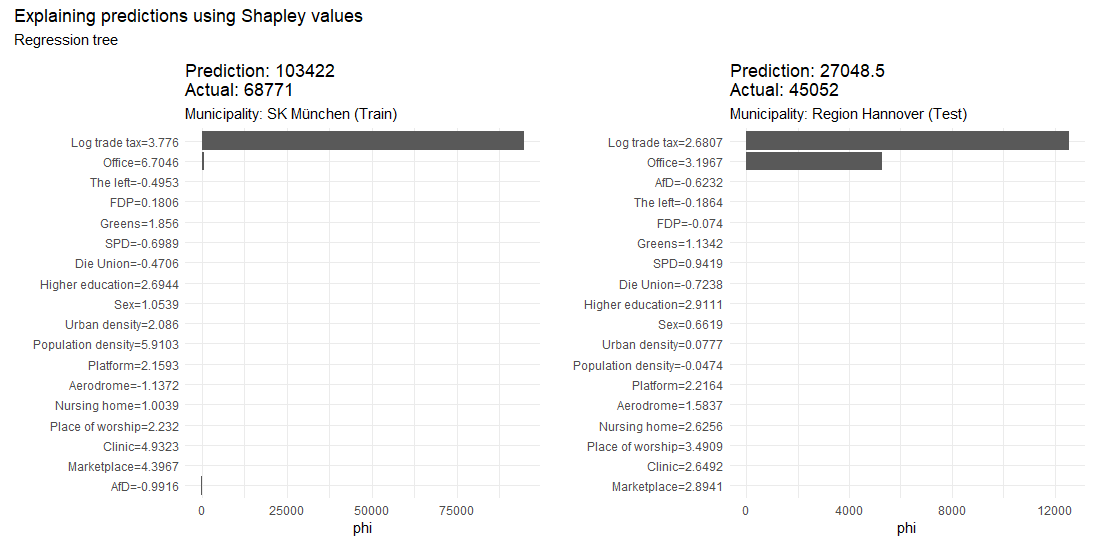 Explaining predictions using Shapley values
Regression tree
Prediction: 103422
Actual: 68771
Municipality: SK München (Train)
Log trade tax=3.776
Office=6.7046
The left=-0.4953
FDP=0.1806
Greens=1.856
SPD=-0.6989
Die Union=-0.4706
Higher education=2.6944
Sex=1.0539
Urban density=2.086
Population density=5.9103
Platform=2.1593
Aerodrome=-1.1372
Nursing home=1.0039
Place of worship=2.232
Clinic=4.9323
Marketplace=4.3967
AfD=-0.9916
0 25000 50000 75000
phi
Prediction: 27048.5
Actual: 45052
Municipality: Region Hannover (Test)
Log trade tax=2.6807
Office=3.1967
AfD=-0.6232
The left=-0.1864
FDP=-0.074
Greens=1.1342
SPD=0.9419
Die Union=-0.7238
Higher education=2.9111
Sex=0.6619
Urban density=0.0777
Population density=-0.0474
Platform=2.2164
Aerodrome=1.5837
Nursing home=2.6256
Place of worship=3.4909
Clinic=2.6492
Marketplace=2.8941
0 4000 8000 12000
phi